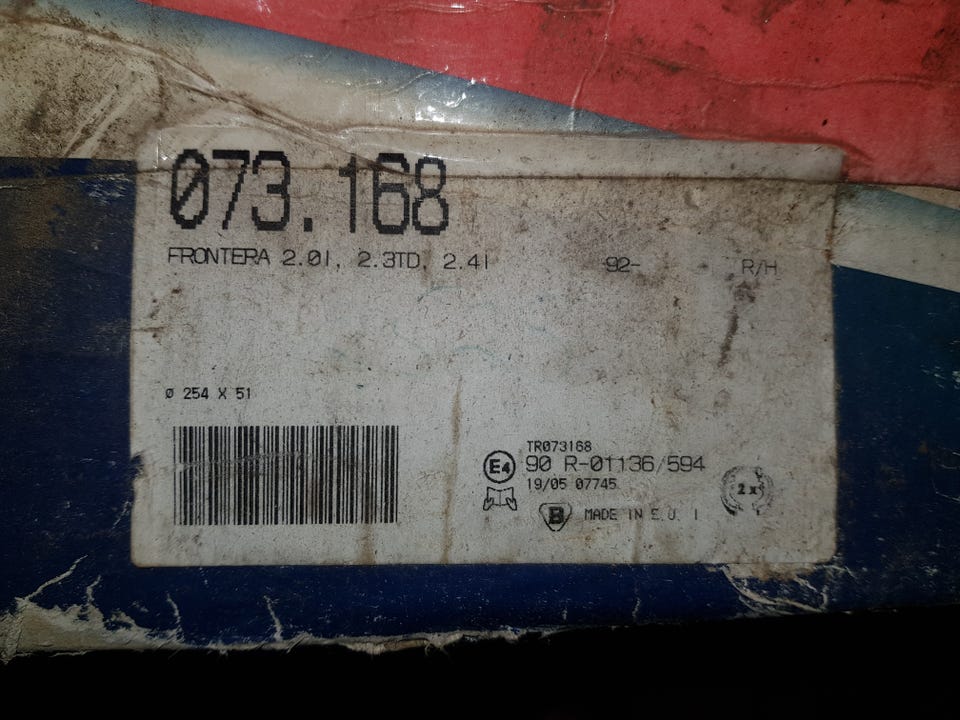 073.168
FRONTERA 2.0I, 2.3TD, 2.4I 92- R/H
Ø 254 X 51
TR073168
E4 90 R-01136/594
19/05 07745
2 x
B MADE IN E.U. I